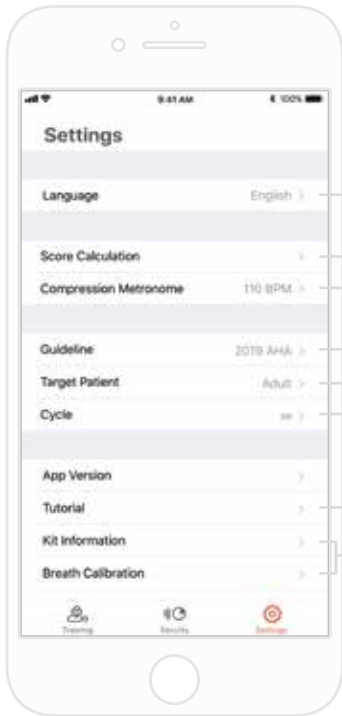 9:41 AM 100%
Settings
Language English
Score Calculation
Compression Metronome 110 BPM
Guideline 2019 AHA
Target Patient Adult
Cycle ∞
App Version
Tutorial
Kit Information
Breath Calibration
Training Results Settings